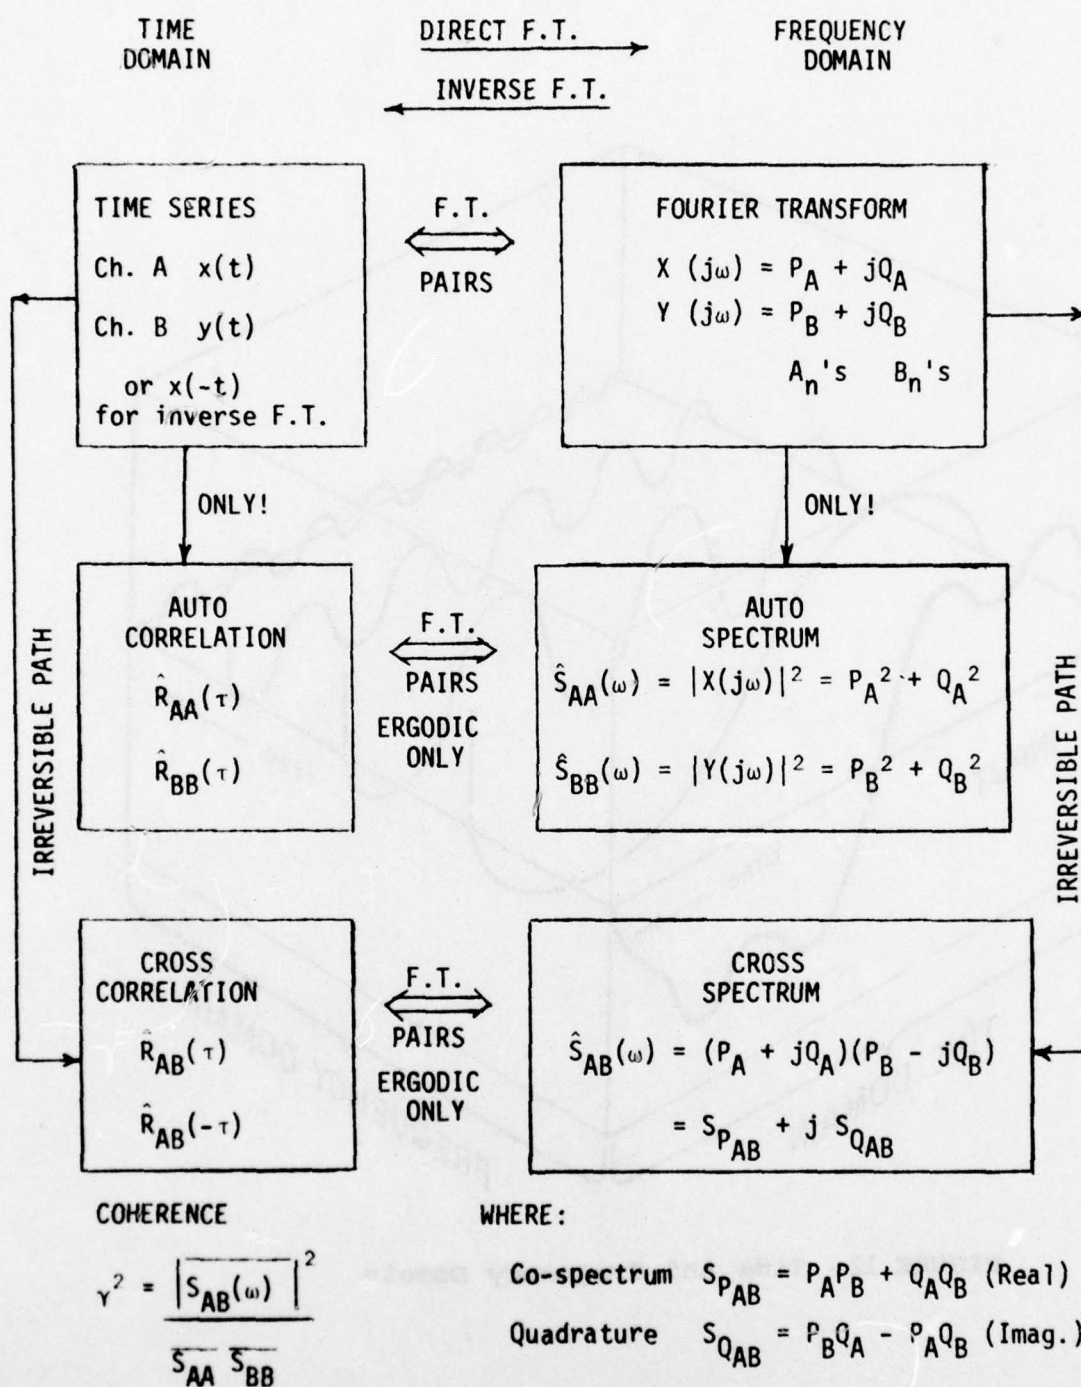 TIME
DOMAIN
DIRECT F.T.
INVERSE F.T.
FREQUENCY
DOMAIN
TIME SERIES
Ch. A x(t)
Ch. B y(t)
or x(-t)
for inverse F.T.
F.T.
PAIRS
FOURIER TRANSFORM
X (jω) = P_A + jQ_A
Y (jω) = P_B + jQ_B
A_n's B_n's
ONLY!
ONLY!
IRREVERSIBLE PATH
AUTO
CORRELATION
R̂_AA(τ)
R̂_BB(τ)
F.T.
PAIRS
ERGODIC
ONLY
AUTO
SPECTRUM
Ŝ_AA(ω) = |X(jω)|² = P_A² + Q_A²
Ŝ_BB(ω) = |Y(jω)|² = P_B² + Q_B²
IRREVERSIBLE PATH
CROSS
CORRELATION
R̂_AB(τ)
R̂_AB(-τ)
F.T.
PAIRS
ERGODIC
ONLY
CROSS
SPECTRUM
Ŝ_AB(ω) = (P_A + jQ_A)(P_B - jQ_B)
= S_P_AB + j S_Q_AB
COHERENCE
γ² = |S_AB(ω)|²
S_AA S_BB
WHERE:
Co-spectrum S_P_AB = P_A P_B + Q_A Q_B (Real)
Quadrature S_Q_AB = P_B Q_A - P_A Q_B (Imag.)